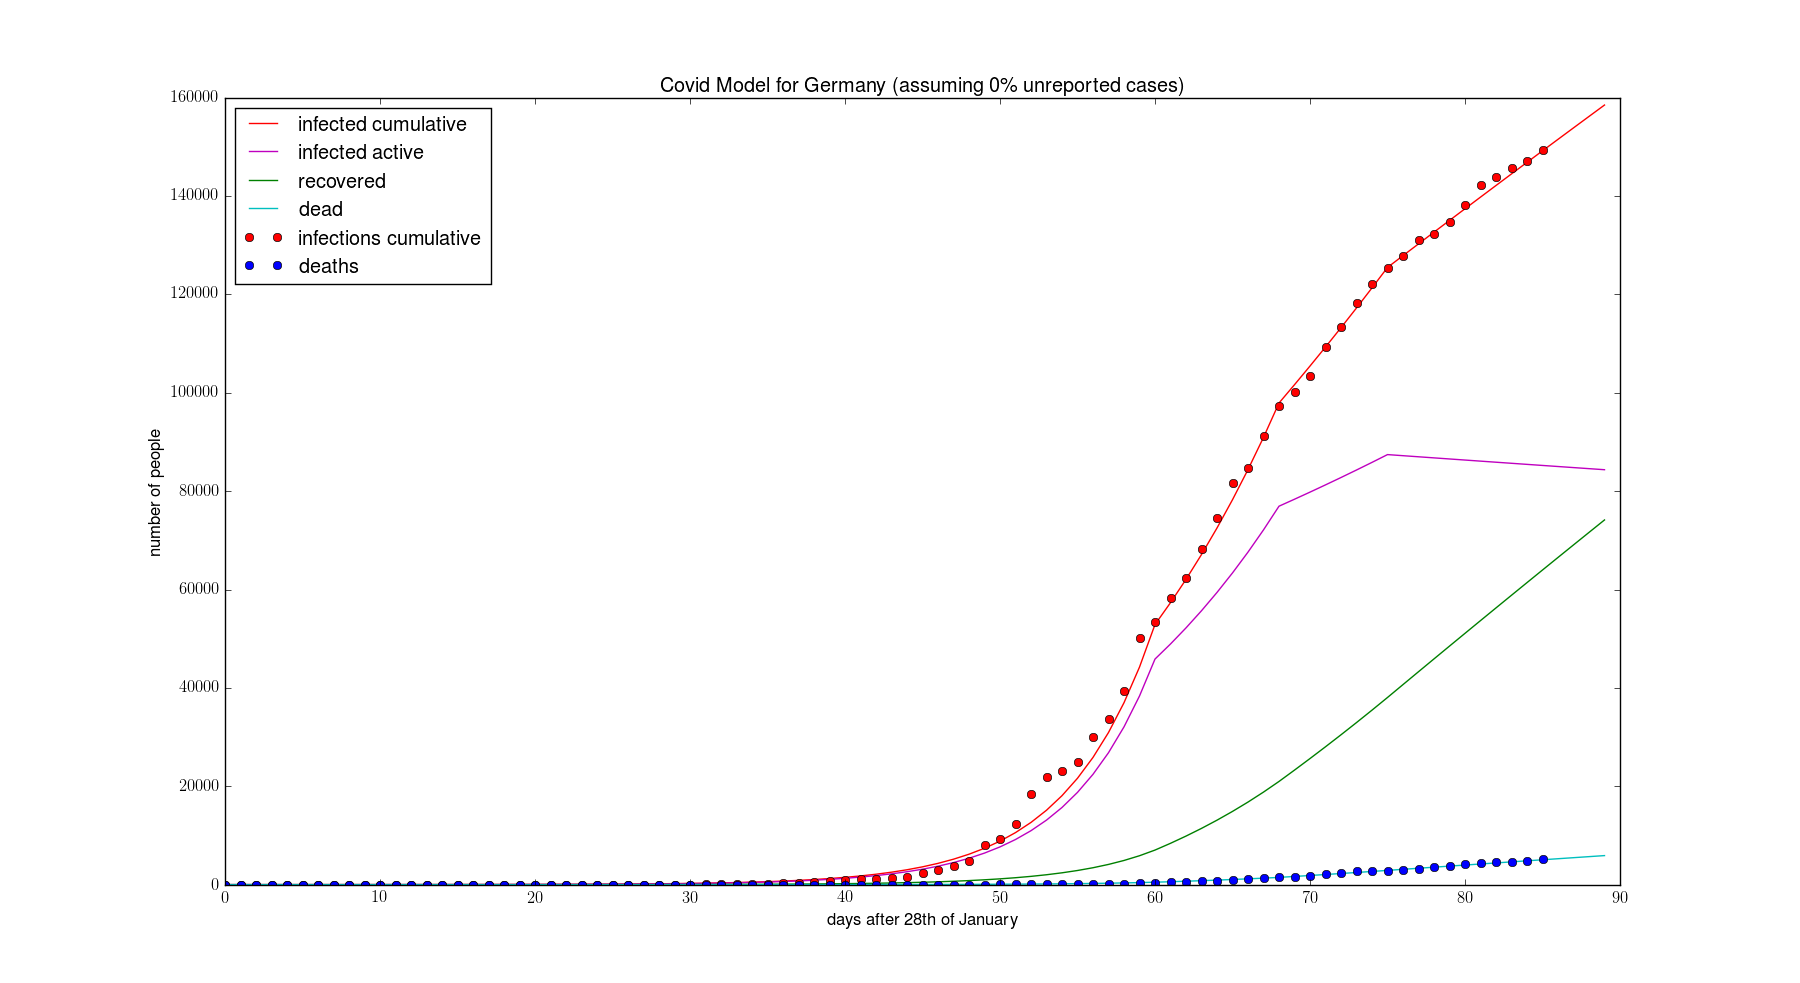 Covid Model for Germany (assuming 0% unreported cases)
160000
140000
120000
100000
80000
60000
40000
20000
0
infected cumulative
infected active
recovered
dead
infections cumulative
deaths
number of people
0 10 20 30 40 50 60 70 80 90
days after 28th of January